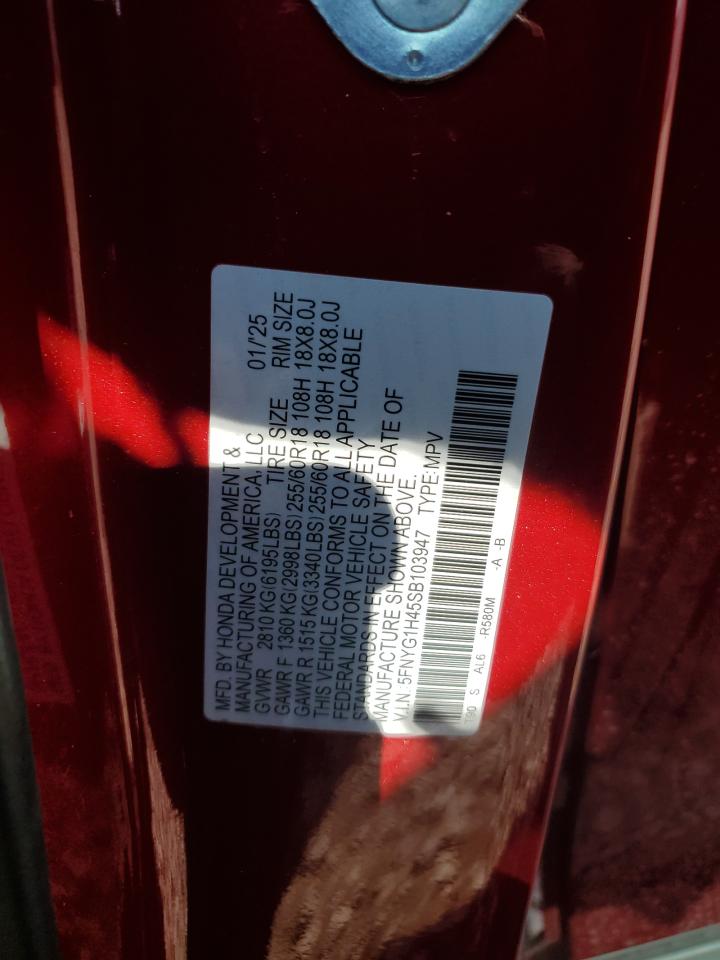 MFD. BY HONDA DEVELOPMENT &
MANUFACTURING OF AMERICA, LLC 01/'25
GVWR 2810 KG(6195LBS) TIRE SIZE RIM SIZE
GAWR F 1360 KG(2998LBS) 255/60R18 108H 18X8.0J
GAWR R 1515 KG(3340LBS) 255/60R18 108H 18X8.0J
THIS VEHICLE CONFORMS TO ALL APPLICABLE
FEDERAL MOTOR VEHICLE SAFETY
STANDARDS IN EFFECT ON THE DATE OF
MANUFACTURE SHOWN ABOVE.
V.I.N.: 5FNYG1H45SB103947 TYPE: MPV
T90 S AL6 -R580M -A -B